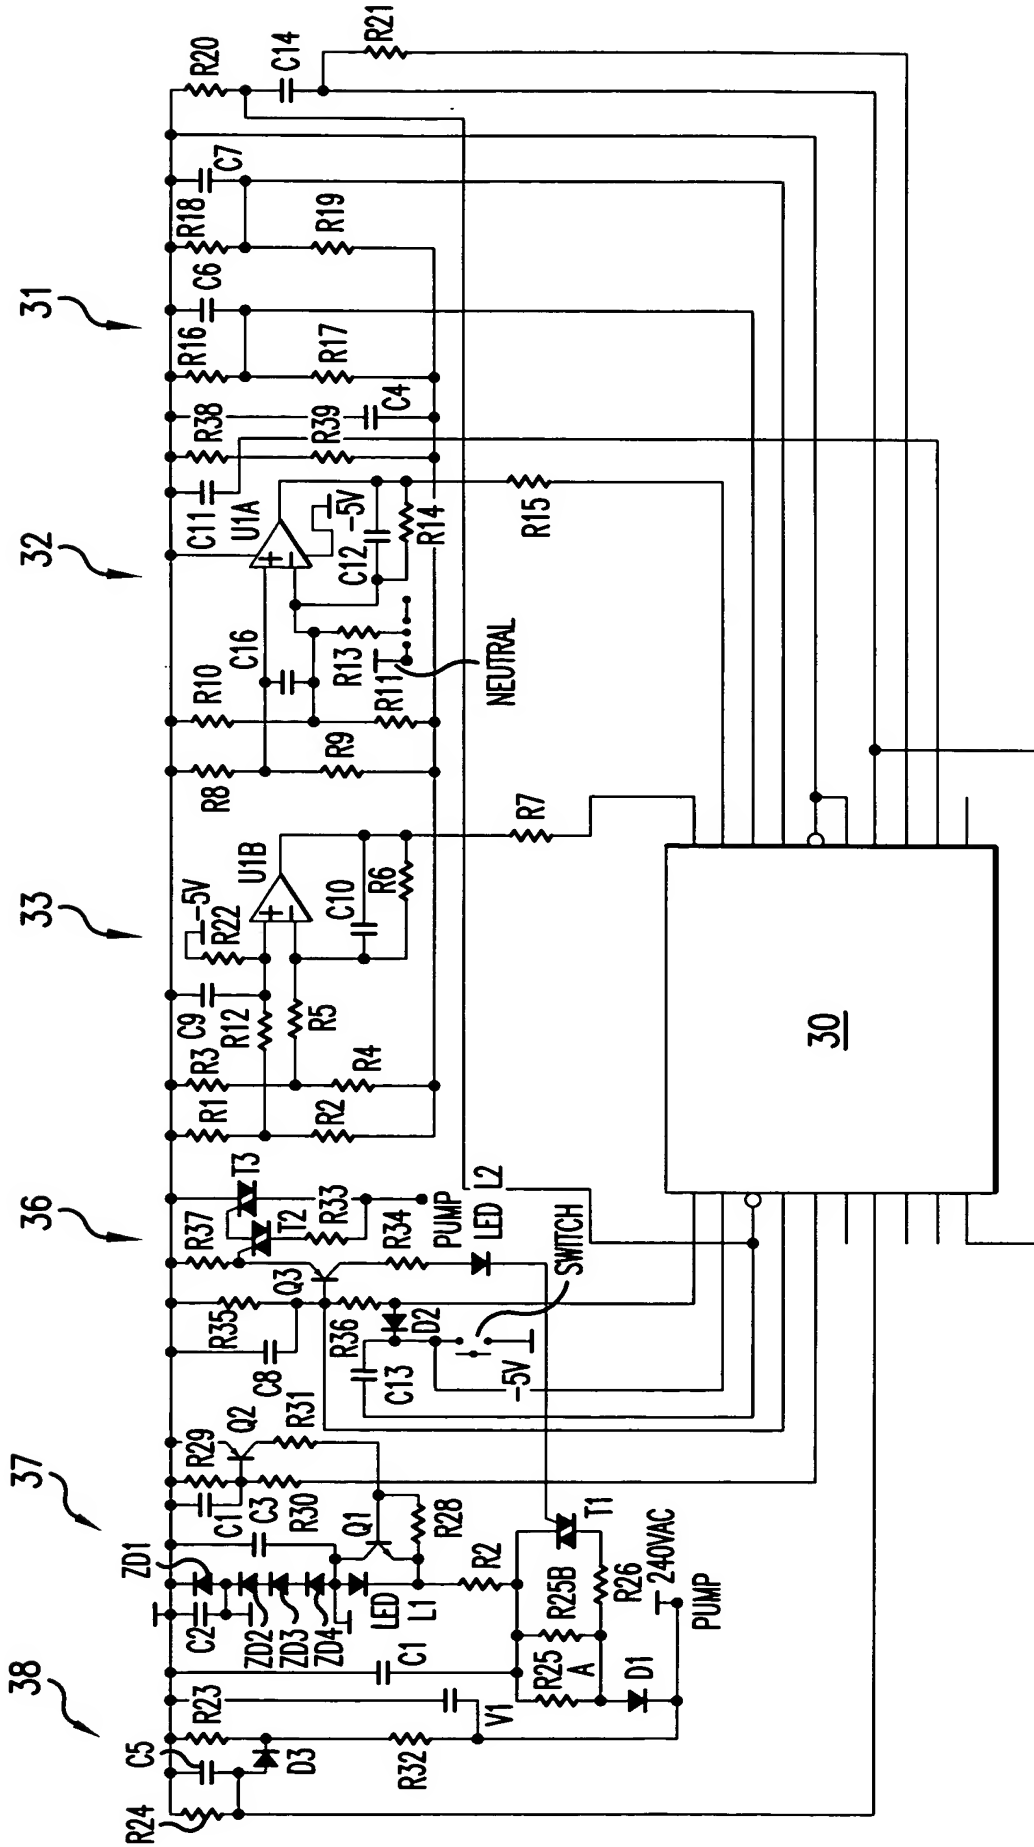 38
37
36
33
32
31
R24
C5
R23
D3
R32
V1
C1
C2
ZD1
ZD2
ZD3
ZD4
LED
L1
C3
C1
R29
R30
Q2
R31
Q1
R28
R2
R25
A
R25B
R26
T1
D1
240VAC
PUMP
C8
R35
R37
Q3
T2
T3
R33
R36
D2
C13
-5V
R34
PUMP
LED
L2
SWITCH
R1
R3
C9
R12
R22
-5V
U1B
+
−
R2
R4
R5
C10
R6
R7
R8
R10
C16
R9
R11
R13
NEUTRAL
U1A
+
−
-5V
C12
R14
R15
C11
R38
R39
C4
R16
C6
R17
R18
C7
R19
R20
C14
R21
30